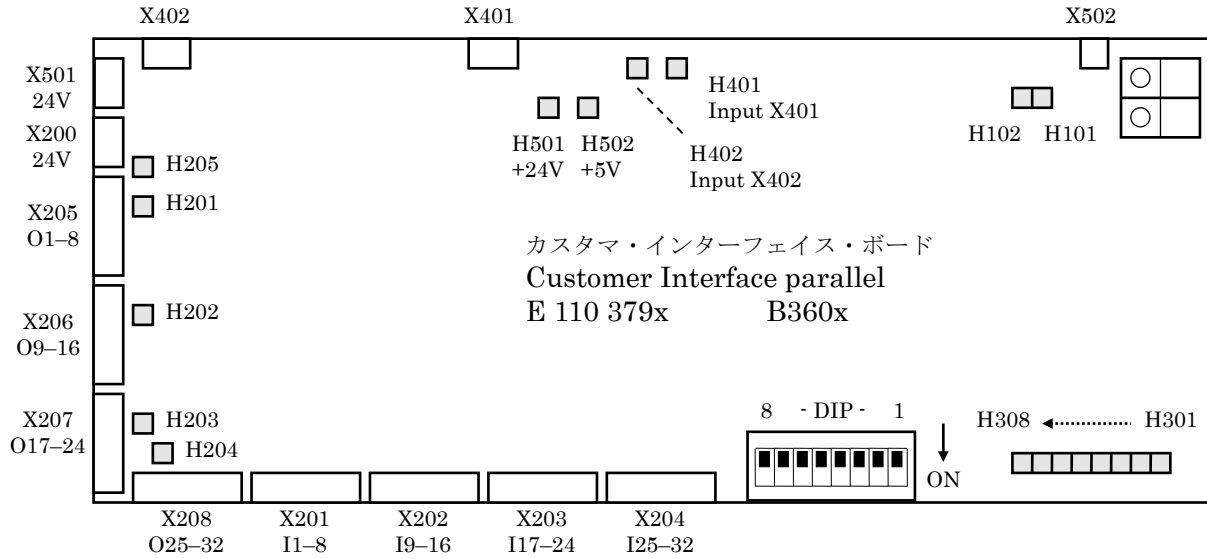 X402
X401
X502
X501
24V
X200
24V
X205
O1–8
X206
O9–16
X207
O17–24
H205
H201
H202
H203
H204
H501
+24V
H502
+5V
H401
Input X401
H402
Input X402
H102
H101
カスタマ・インターフェイス・ボード
Customer Interface parallel
E 110 379x B360x
8 - DIP - 1
ON
H308
H301
X208
O25–32
X201
I1–8
X202
I9–16
X203
I17–24
X204
I25–32